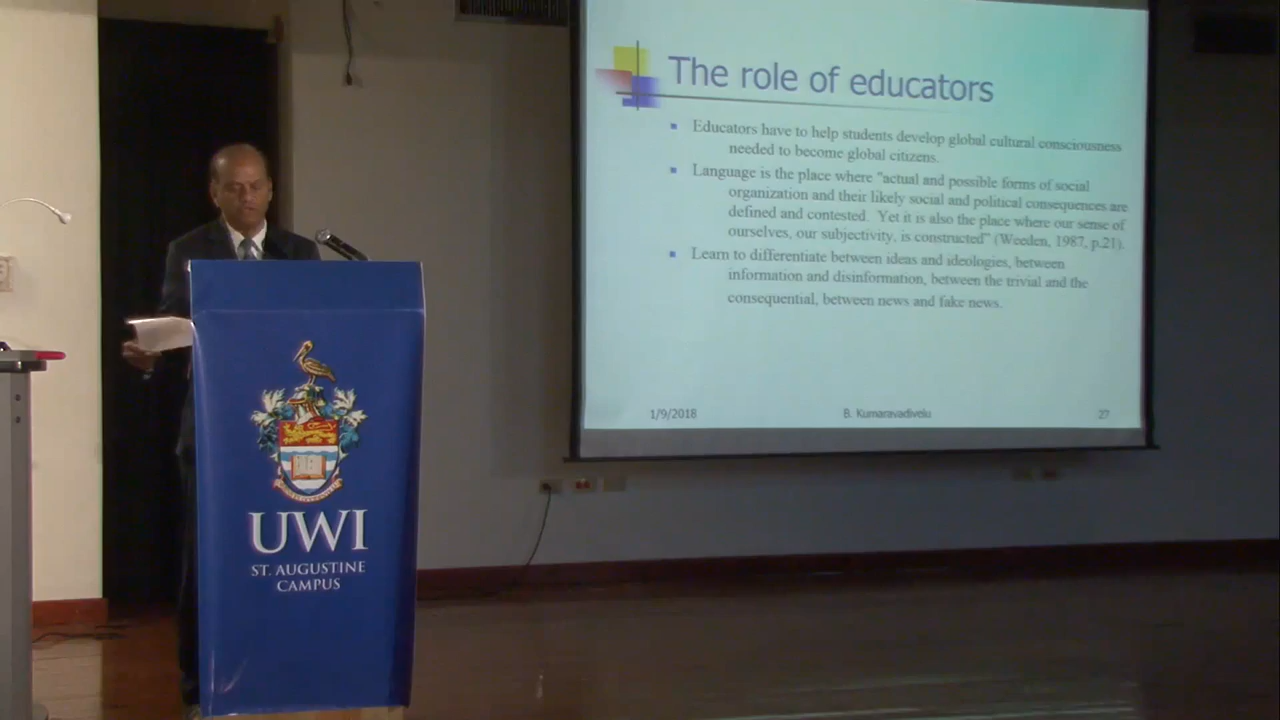 The role of educators
Educators have to help students develop global cultural consciousness
needed to become global citizens.
Language is the place where "actual and possible forms of social
organization and their likely social and political consequences are
defined and contested. Yet it is also the place where our sense of
ourselves, our subjectivity, is constructed" (Weeden, 1987, p.21).
Learn to differentiate between ideas and ideologies, between
information and disinformation, between the trivial and the
consequential, between news and fake news.
1/9/2018 B. Kumaravadivelu 27
UWI
ST. AUGUSTINE
CAMPUS